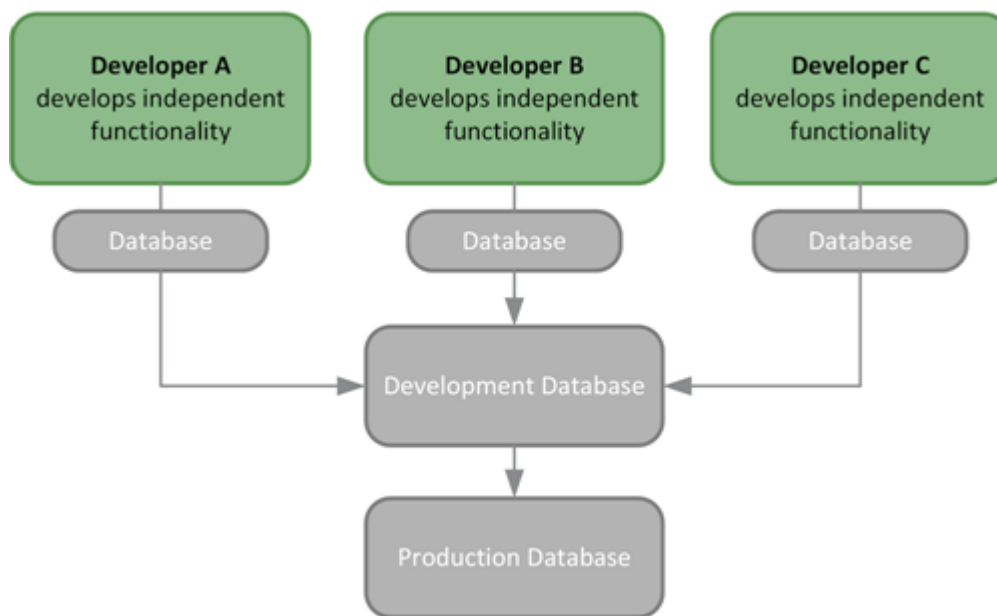 Developer A
develops independent
functionality
Developer B
develops independent
functionality
Developer C
develops independent
functionality
Database
Database
Database
Development Database
Production Database